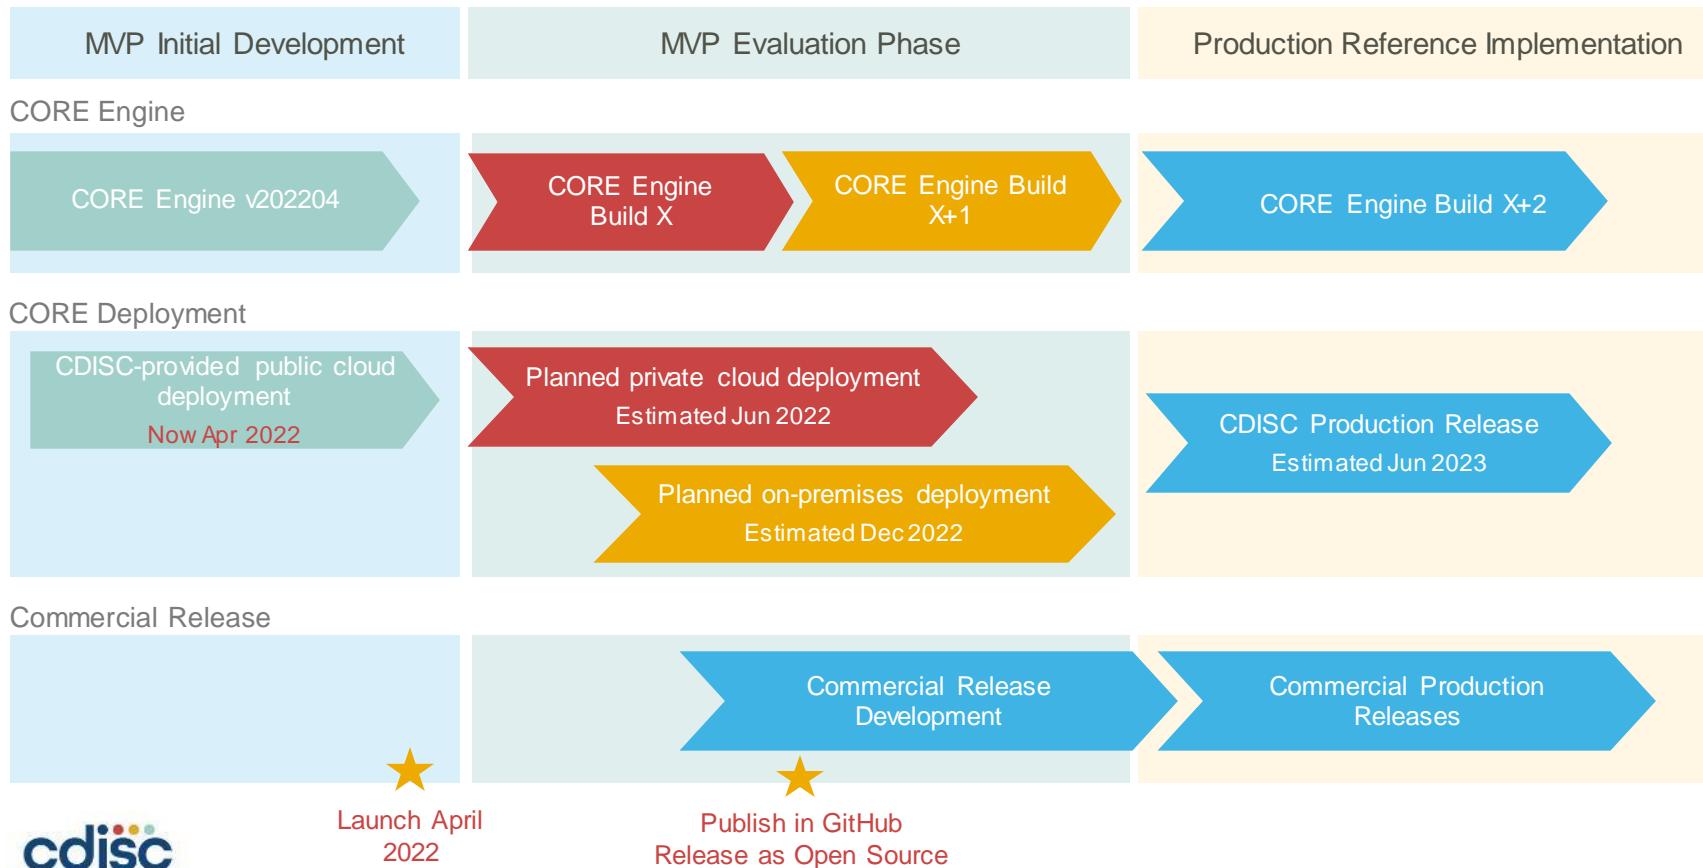 MVP Initial Development
MVP Evaluation Phase
Production Reference Implementation
CORE Engine
CORE Engine v202204
CORE Engine
Build X
CORE Engine Build
X+1
CORE Engine Build X+2
CORE Deployment
CDISC-provided public cloud
deployment
Now Apr 2022
Planned private cloud deployment
Estimated Jun 2022
Planned on-premises deployment
Estimated Dec 2022
CDISC Production Release
Estimated Jun 2023
Commercial Release
Commercial Release
Development
Commercial Production
Releases
Launch April
2022
Publish in GitHub
Release as Open Source
cdisc